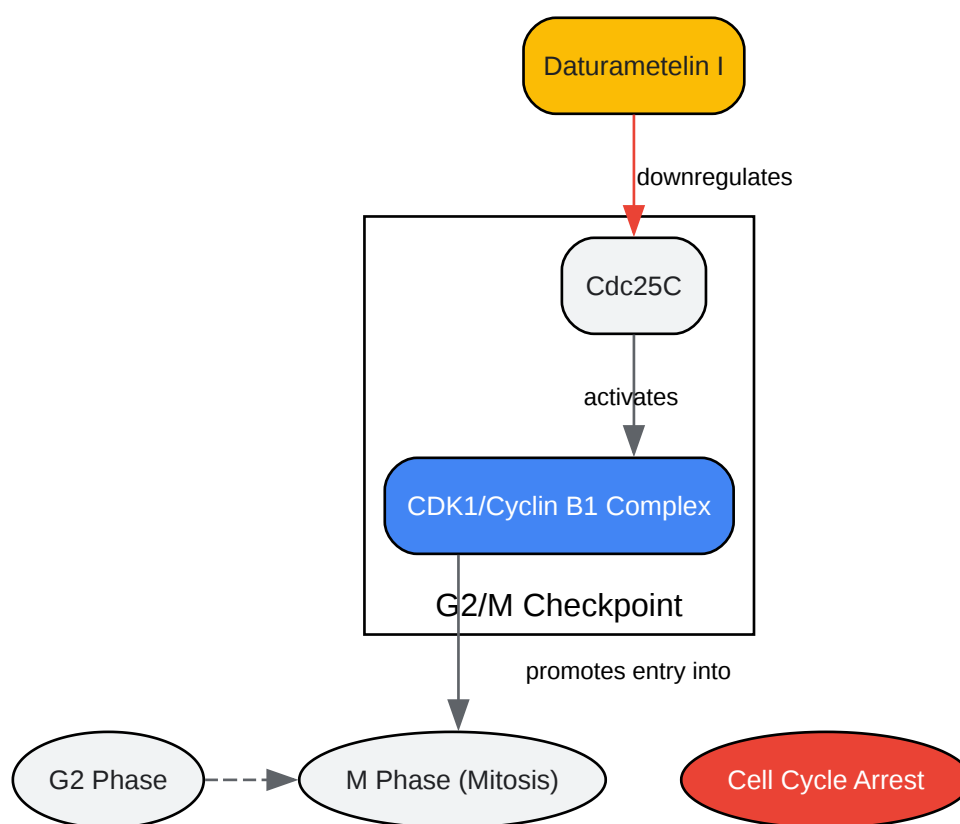 Daturametelin I
downregulates
Cdc25C
activates
CDK1/Cyclin B1 Complex
G2/M Checkpoint
promotes entry into
G2 Phase
M Phase (Mitosis)
Cell Cycle Arrest